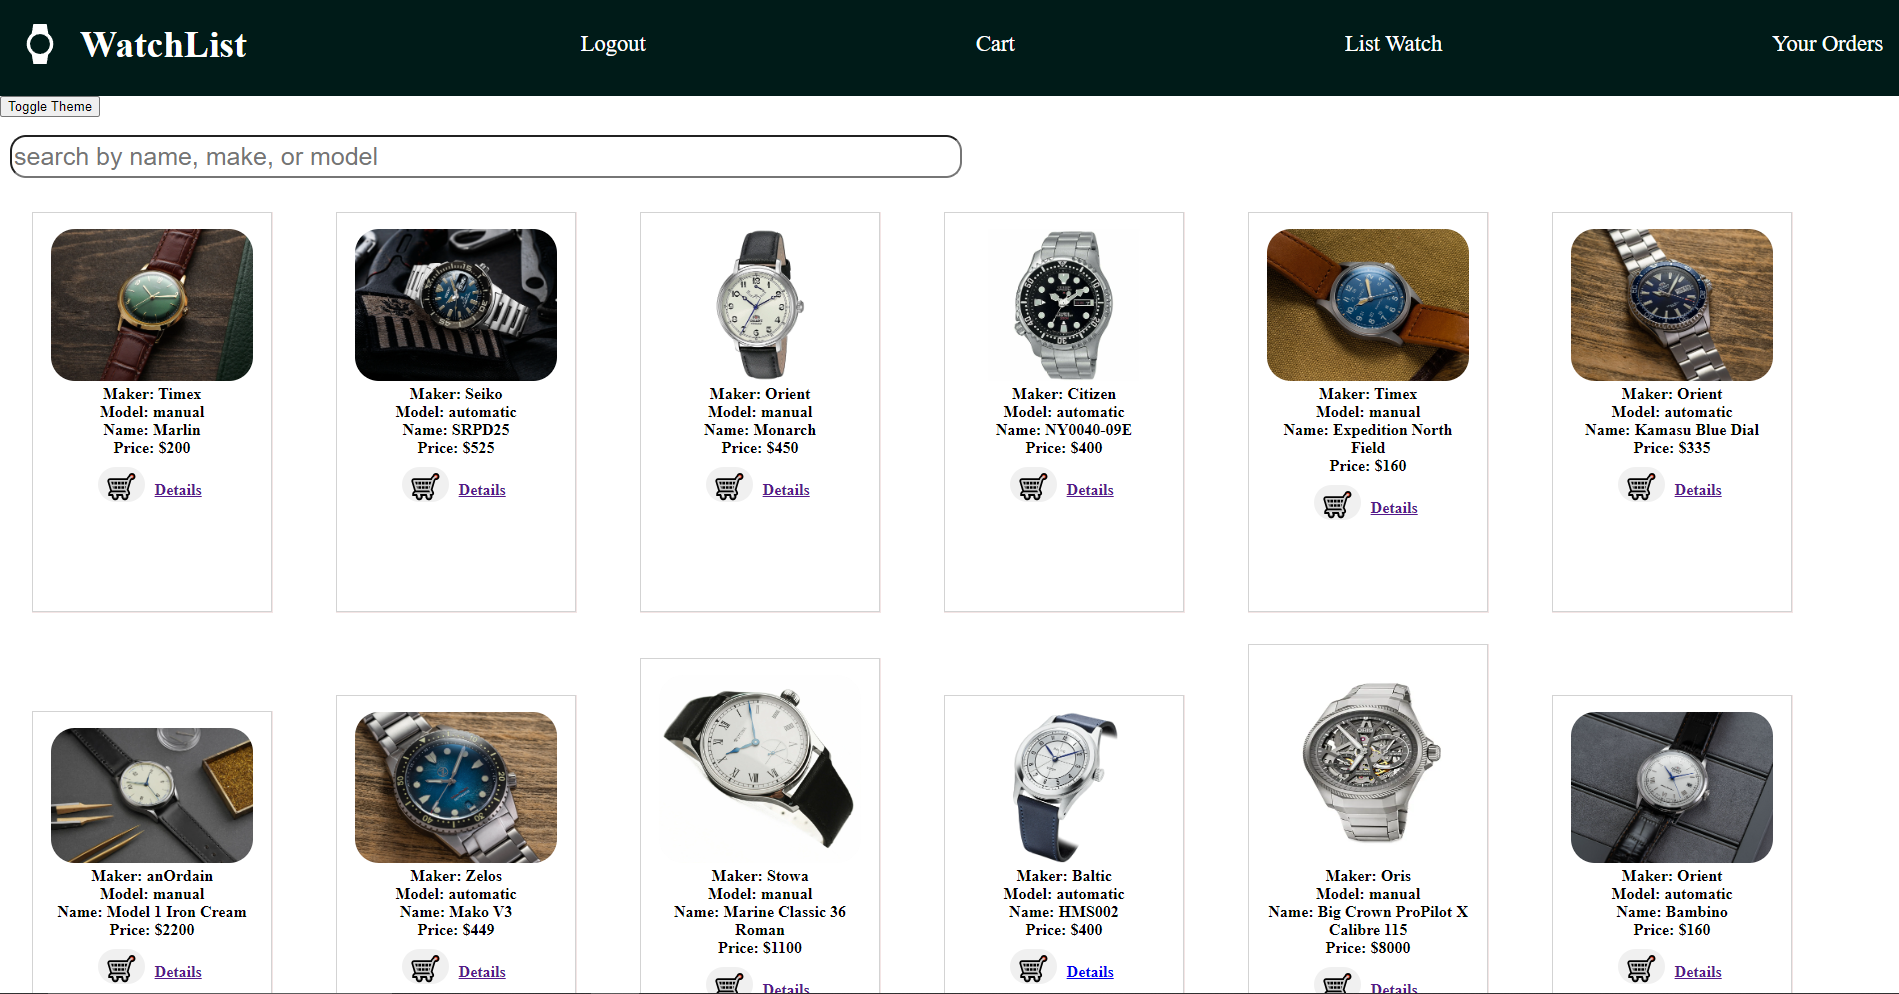 WatchList
Logout
Cart
List Watch
Your Orders
Toggle Theme
search by name, make, or model
Maker: Timex
Model: manual
Name: Marlin
Price: $200
Details
Maker: Seiko
Model: automatic
Name: SRPD25
Price: $525
Details
Maker: Orient
Model: manual
Name: Monarch
Price: $450
Details
Maker: Citizen
Model: automatic
Name: NY0040-09E
Price: $400
Details
Maker: Timex
Model: manual
Name: Expedition North
Field
Price: $160
Details
Maker: Orient
Model: automatic
Name: Kamasu Blue Dial
Price: $335
Details
Maker: anOrdain
Model: manual
Name: Model 1 Iron Cream
Price: $2200
Details
Maker: Zelos
Model: automatic
Name: Mako V3
Price: $449
Details
Maker: Stowa
Model: manual
Name: Marine Classic 36
Roman
Price: $1100
Details
Maker: Baltic
Model: automatic
Name: HMS002
Price: $400
Details
Maker: Oris
Model: manual
Name: Big Crown ProPilot X
Calibre 115
Price: $8000
Details
Maker: Orient
Model: automatic
Name: Bambino
Price: $160
Details